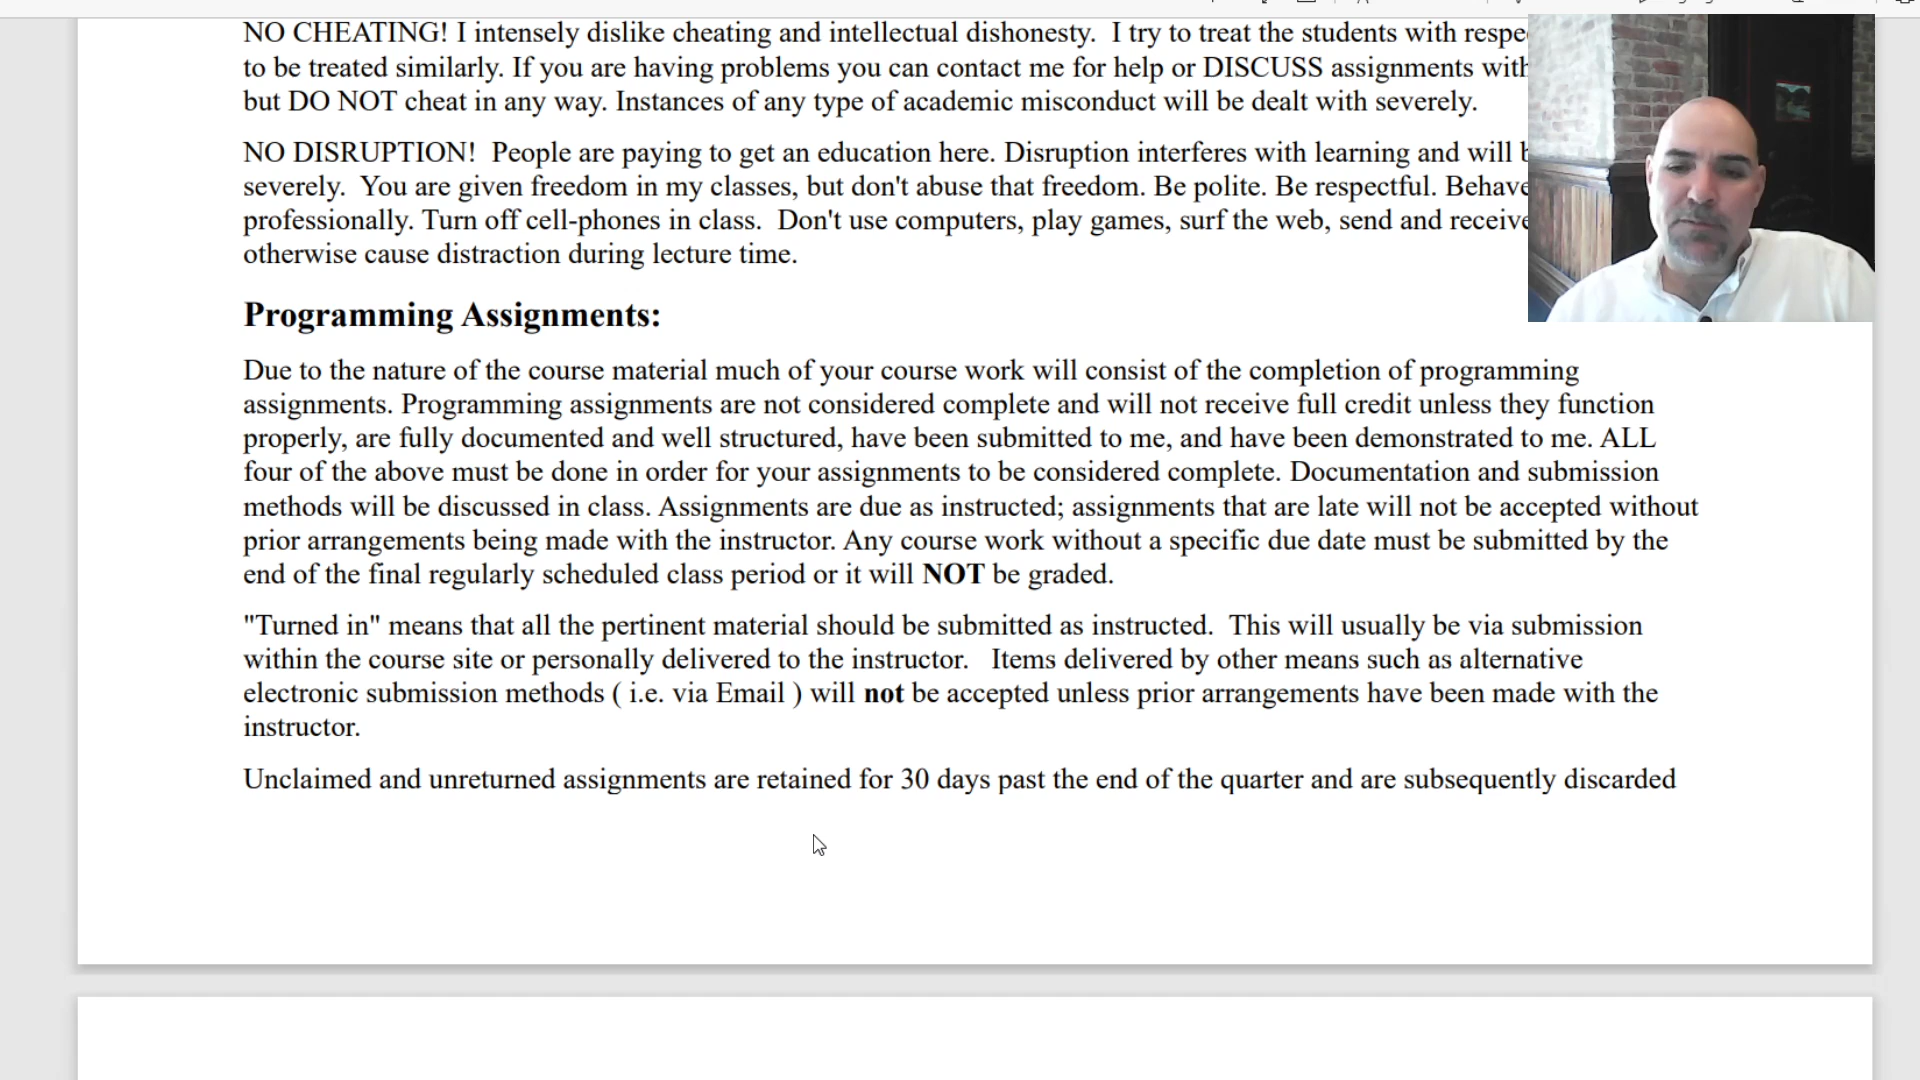 NO CHEATING! I intensely dislike cheating and intellectual dishonesty.  I try to treat the students with
to be treated similarly. If you are having problems you can contact me for help or DISCUSS assignments
but DO NOT cheat in any way. Instances of any type of academic misconduct will be dealt with severely.
NO DISRUPTION!  People are paying to get an education here. Disruption interferes with learning and will
severely.  You are given freedom in my classes, but don't abuse that freedom. Be polite. Be respectful. Behave
professionally. Turn off cell-phones in class.  Don't use computers, play games, surf the web, send and receive
otherwise cause distraction during lecture time.
Programming Assignments:
Due to the nature of the course material much of your course work will consist of the completion of programming
assignments. Programming assignments are not considered complete and will not receive full credit unless they function
properly, are fully documented and well structured, have been submitted to me, and have been demonstrated to me. ALL
four of the above must be done in order for your assignments to be considered complete. Documentation and submission
methods will be discussed in class. Assignments are due as instructed; assignments that are late will not be accepted without
prior arrangements being made with the instructor. Any course work without a specific due date must be submitted by the
end of the final regularly scheduled class period or it will NOT be graded.
"Turned in" means that all the pertinent material should be submitted as instructed.  This will usually be via submission
within the course site or personally delivered to the instructor.   Items delivered by other means such as alternative
electronic submission methods ( i.e. via Email ) will not be accepted unless prior arrangements have been made with the
instructor.
Unclaimed and unreturned assignments are retained for 30 days past the end of the quarter and are subsequently discarded